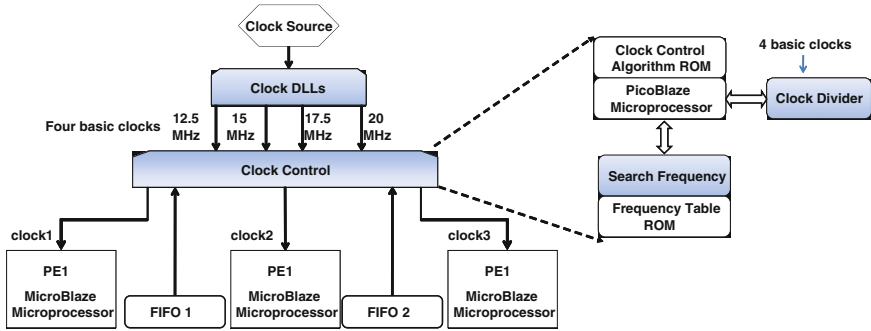 Clock Source
Clock DLLs
Four basic clocks
12.5 MHz
15 MHz
17.5 MHz
20 MHz
Clock Control
clock1
clock2
clock3
PE1
MicroBlaze
Microprocessor
FIFO 1
PE1
MicroBlaze
Microprocessor
FIFO 2
PE1
MicroBlaze
Microprocessor
Clock Control
Algorithm ROM
PicoBlaze
Microprocessor
4 basic clocks
Clock Divider
Search Frequency
Frequency Table
ROM